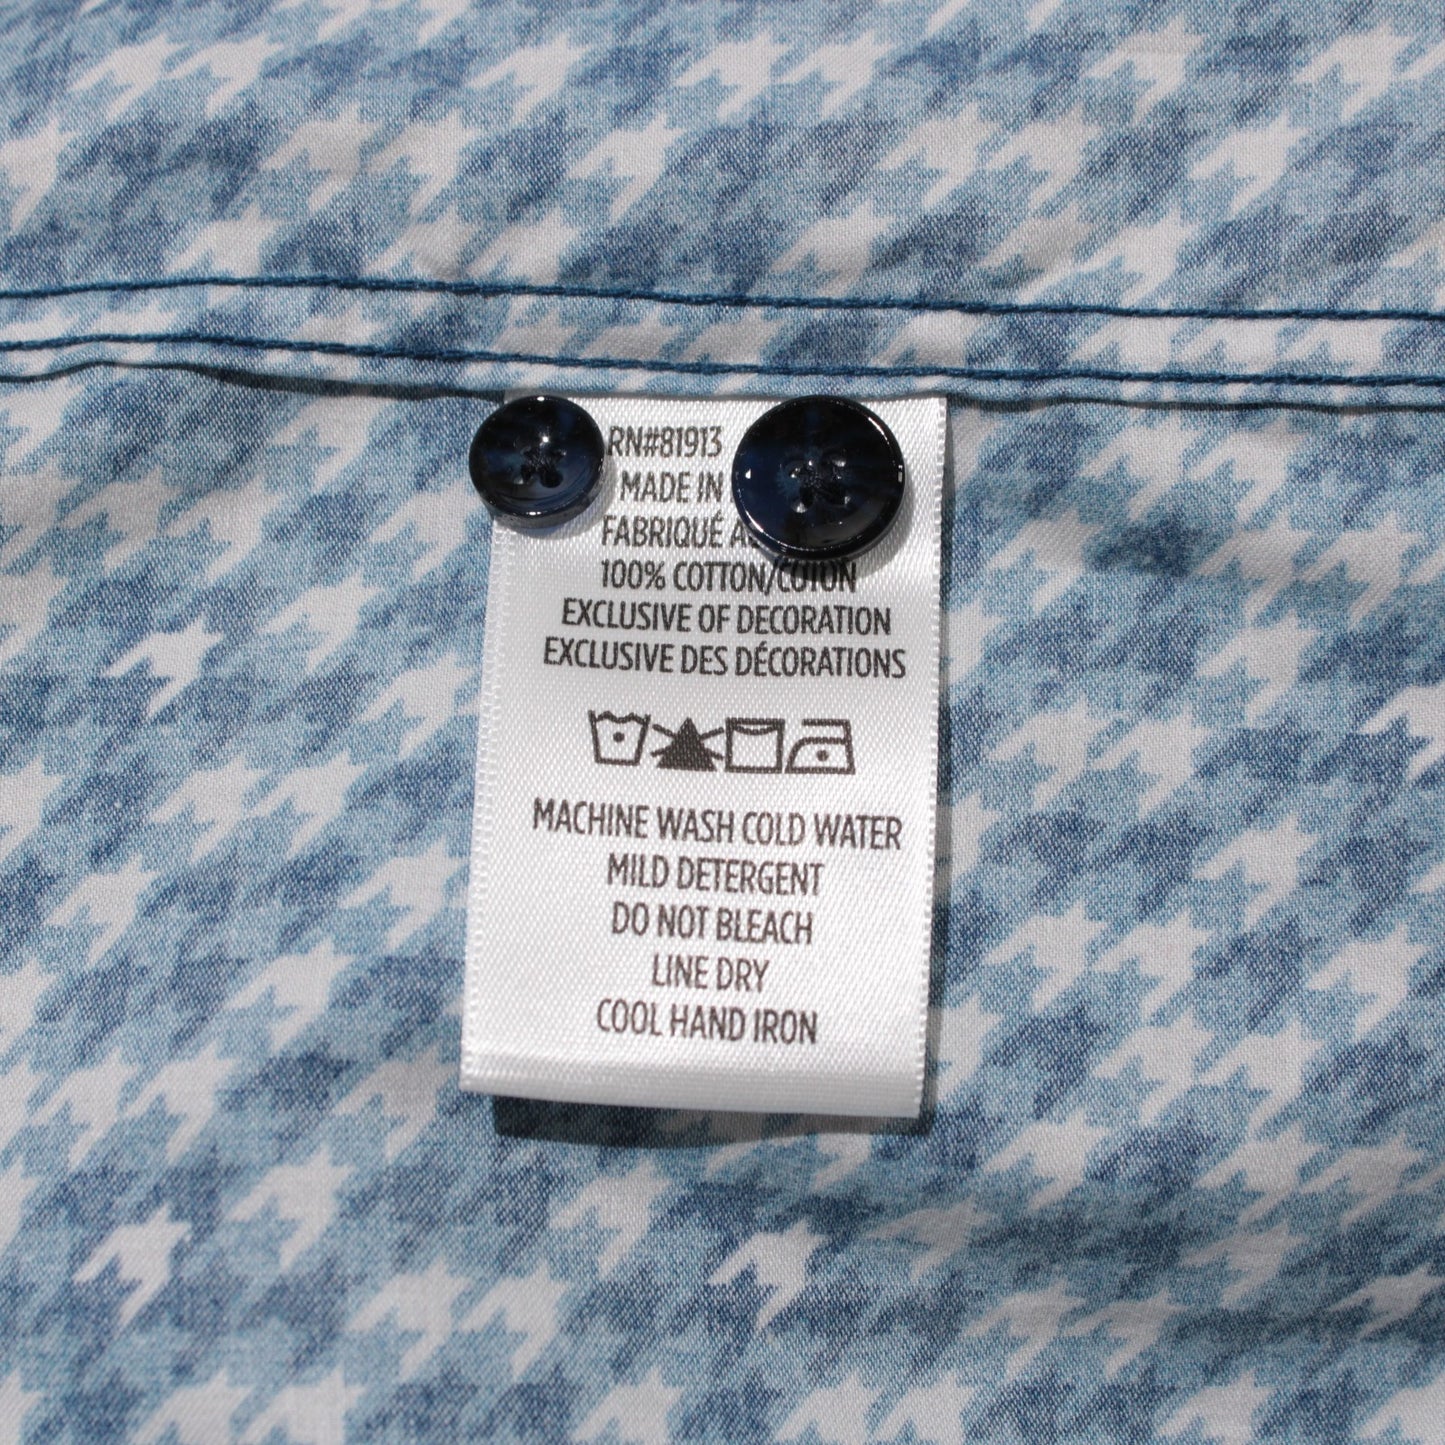 RN#81913
MADE IN
FABRIQUÉ
100% COTTON/COTON
EXCLUSIVE OF DECORATION
EXCLUSIVE DES DÉCORATIONS
MACHINE WASH COLD WATER
MILD DETERGENT
DO NOT BLEACH
LINE DRY
COOL HAND IRON